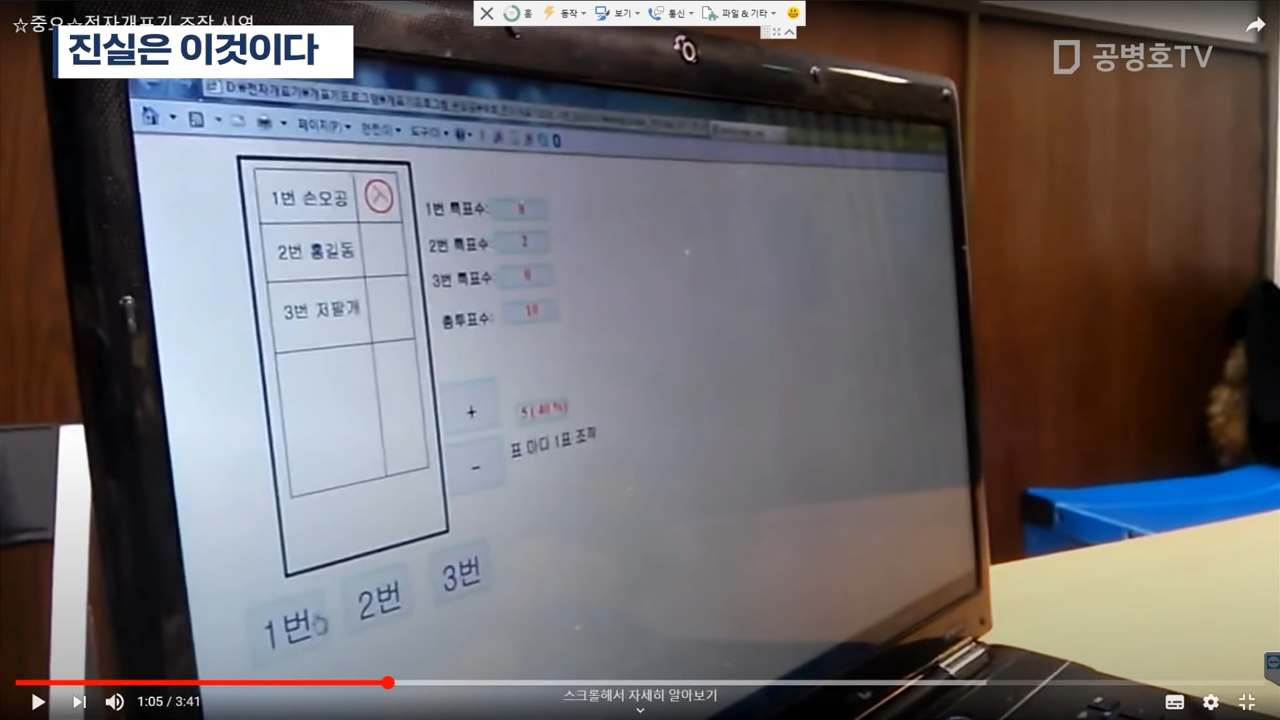 ☆중요☆전자개표기 조작 시연
진실은 이것이다
홈 동작 보기 통신 파일 & 기타
공병호TV
페이지(P) 안전(S) 도구(O)
1번 손오공
2번 홍길동
3번 저팔개
1번 득표수: 8
2번 득표수: 2
3번 득표수: 0
총투표수: 10
+
5 ( 40 %)
표 마다 1표 조작
-
1번 2번 3번
1:05 / 3:41
스크롤해서 자세히 알아보기